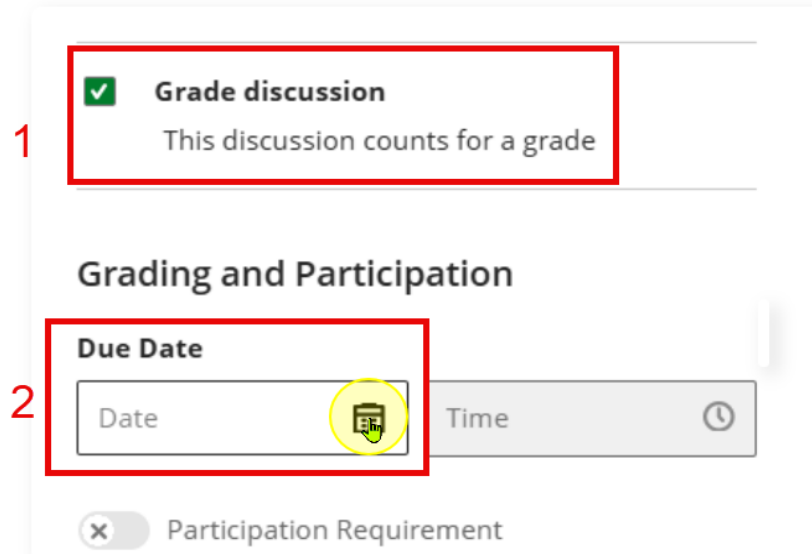 1
Grade discussion
This discussion counts for a grade
Grading and Participation
2
Due Date
Date
Time
Participation Requirement